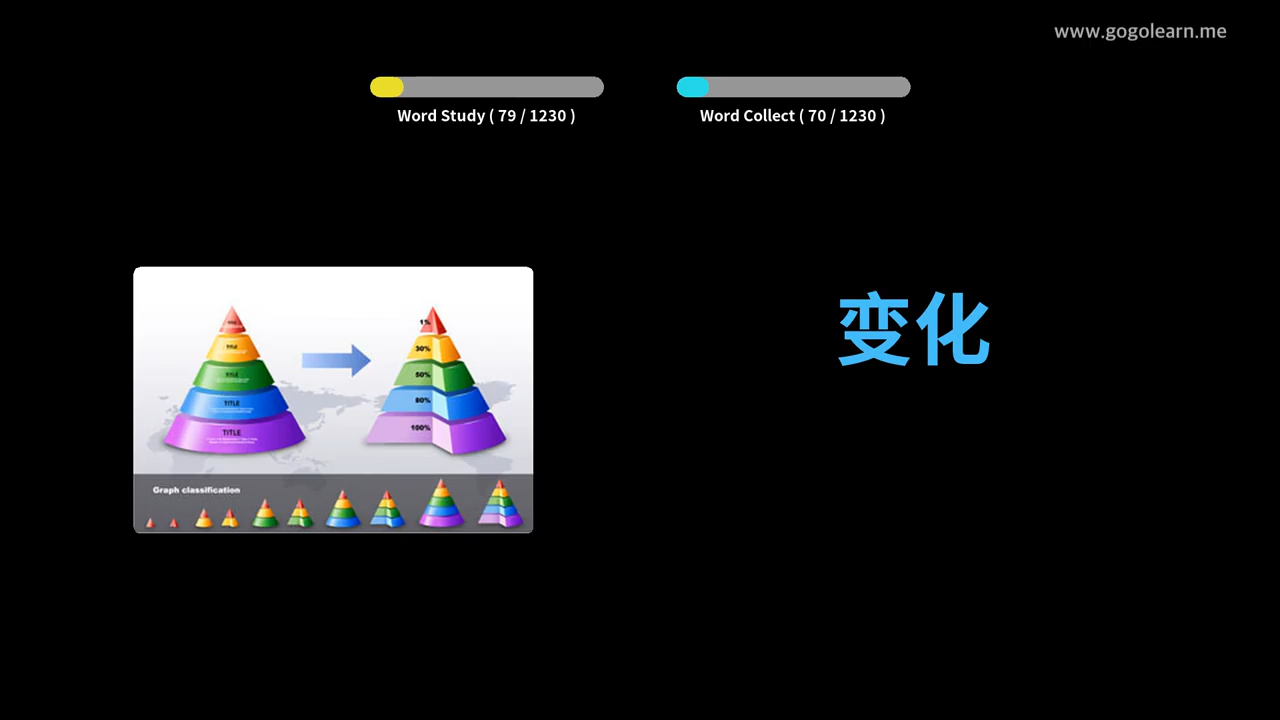 www.gogolearn.me
Word Study ( 79 / 1230 )
Word Collect ( 70 / 1230 )
变化
1%
TITLE
30%
TITLE
50%
TITLE
80%
TITLE
100%
Graph classification